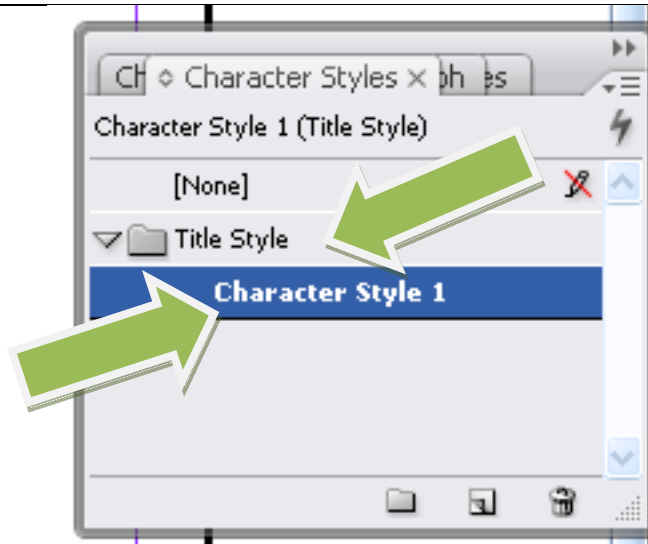 Character Styles
Character Style 1 (Title Style)
[None]
Title Style
Character Style 1